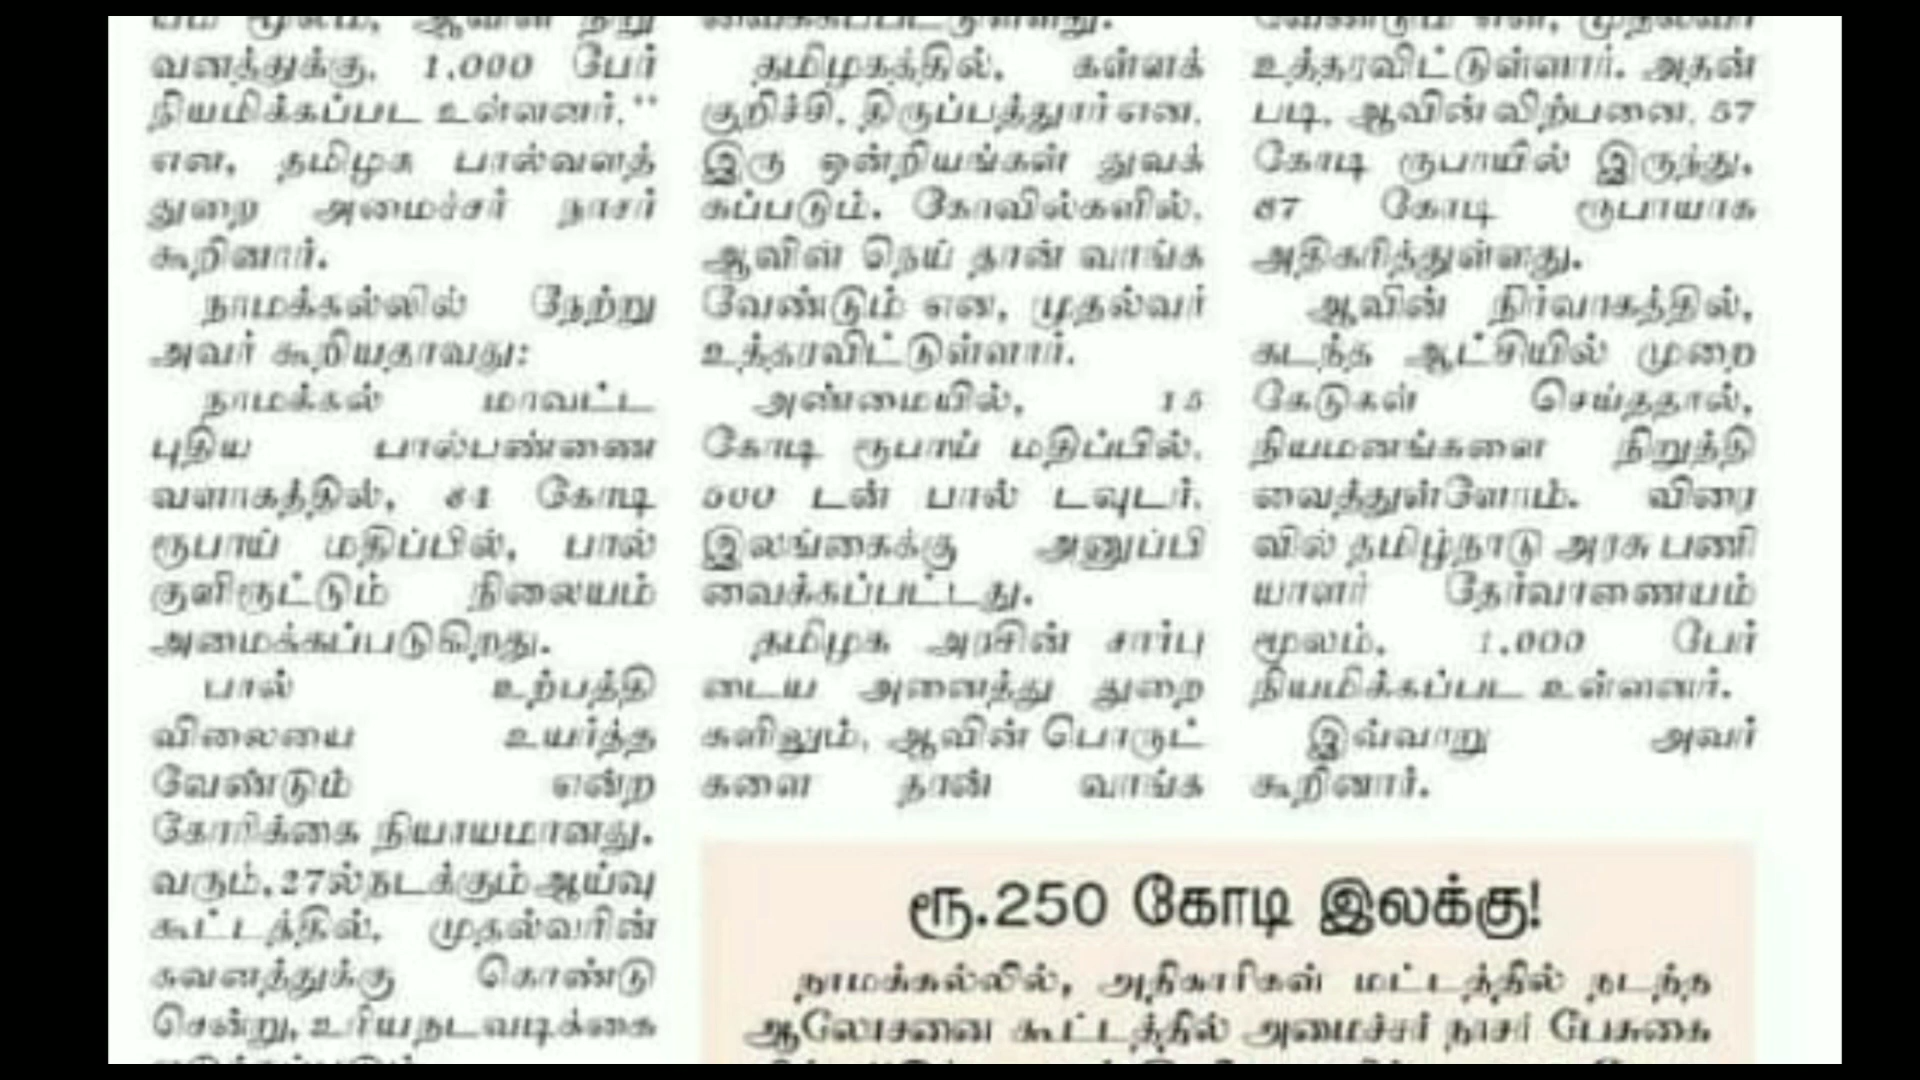 வனத்துக்கு, 1,000 பேர்
நியமிக்கப்பட உள்ளனர்,''
என, தமிழக பால்வளத்
துறை அமைச்சர் நாசர்
கூறினார்.
நாமக்கல்லில் நேற்று
அவர் கூறியதாவது:
நாமக்கல் மாவட்ட
புதிய பால்பண்ணை
வளாகத்தில், கோடி
ரூபாய் மதிப்பில், பால்
குளிரூட்டும் நிலையம்
அமைக்கப்படுகிறது.
பால் உற்பத்தி
விலையை உயர்த்த
வேண்டும் என்ற
கோரிக்கை நியாயமானது.
வரும், 27ல் நடக்கும் ஆய்வு
கூட்டத்தில், முதல்வரின்
கவனத்துக்கு கொண்டு
சென்று, உரிய நடவடிக்கை
தமிழகத்தில், கள்ளக்
குறிச்சி, திருப்பத்துார் என,
இரு ஒன்றியங்கள் துவக்
கப்படும். கோவில்களில்,
ஆவின் நெய் தான் வாங்க
வேண்டும் என, முதல்வர்
உத்தரவிட்டுள்ளார்.
அண்மையில், 15
கோடி ரூபாய் மதிப்பில்,
500 டன் பால் டவுடர்,
இலங்கைக்கு அனுப்பி
வைக்கப்பட்டது.
தமிழக அரசின் சார்பு
டைய அனைத்து துறை
களிலும், ஆவின் பொருட்
களை தான் வாங்க
வேண்டும் என, முதல்வர்
உத்தரவிட்டுள்ளார். அதன்
படி, ஆவின் விற்பனை, 57
கோடி ரூபாயில் இருந்து,
87 கோடி ரூபாயாக
அதிகரித்துள்ளது.
ஆவின் நிர்வாகத்தில்,
கடந்த ஆட்சியில் முறை
கேடுகள் செய்ததால்,
நியமனங்களை நிறுத்தி
வைத்துள்ளோம். விரை
வில் தமிழ்நாடு அரசு பணி
யாளர் தேர்வாணையம்
மூலம், 1,000 பேர்
நியமிக்கப்பட உள்ளனர்.
இவ்வாறு அவர்
கூறினார்.
ரூ.250 கோடி இலக்கு!
நாமக்கல்லில், அதிகாரிகள் மட்டத்தில் நடந்த
ஆலோசனை கூட்டத்தில் அமைச்சர் நாசர் பேசுகை